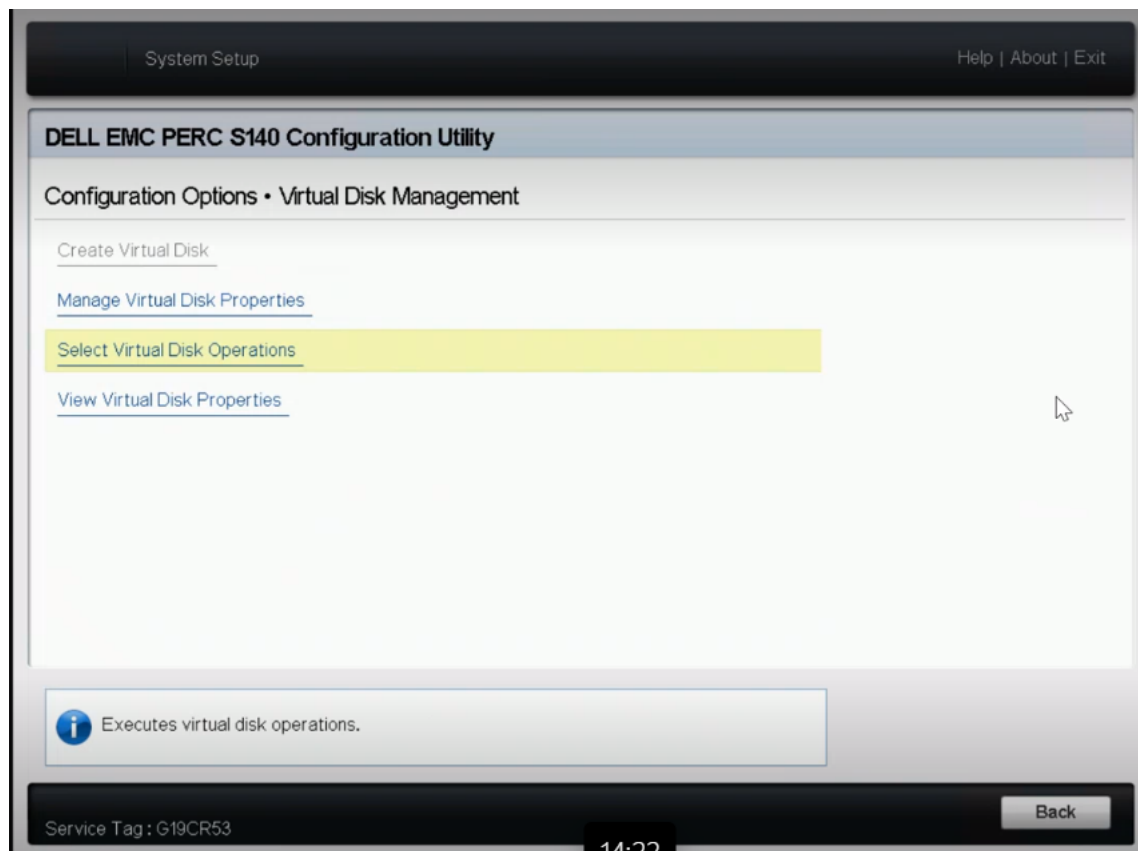 System Setup
Help | About | Exit
DELL EMC PERC S140 Configuration Utility
Configuration Options • Virtual Disk Management
Create Virtual Disk
Manage Virtual Disk Properties
Select Virtual Disk Operations
View Virtual Disk Properties
i
Executes virtual disk operations.
Back
Service Tag : G19CR53